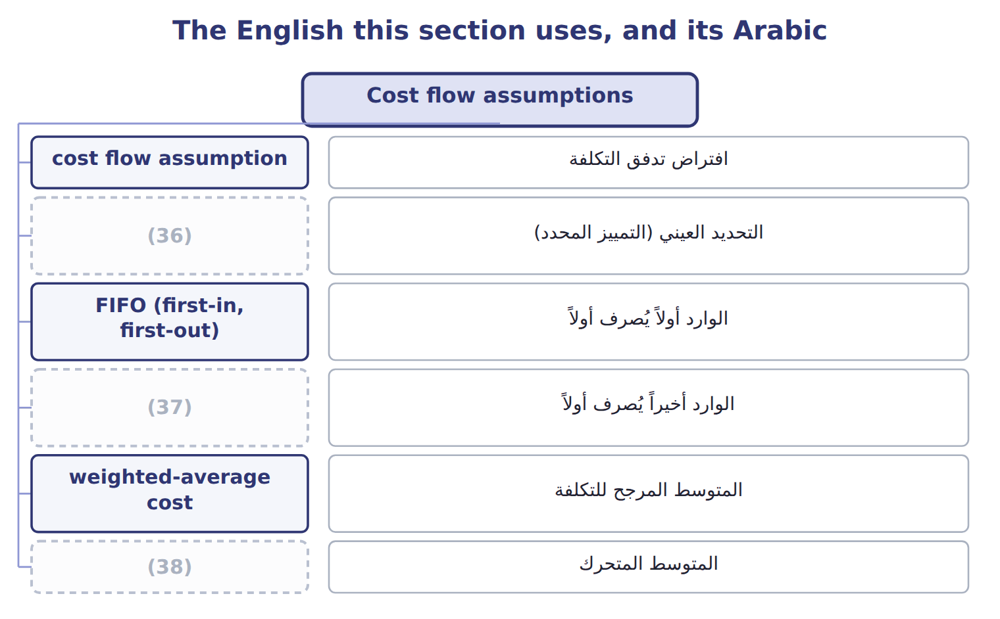 The English this section uses, and its Arabic
Cost flow assumptions
cost flow assumption
افتراض تدفق التكلفة
(36)
التحديد العيني (التمييز المحدد)
FIFO (first-in,
first-out)
الوارد أولاً يُصرف أولاً
(37)
الوارد أخيراً يُصرف أولاً
weighted-average
cost
المتوسط المرجح للتكلفة
(38)
المتوسط المتحرك